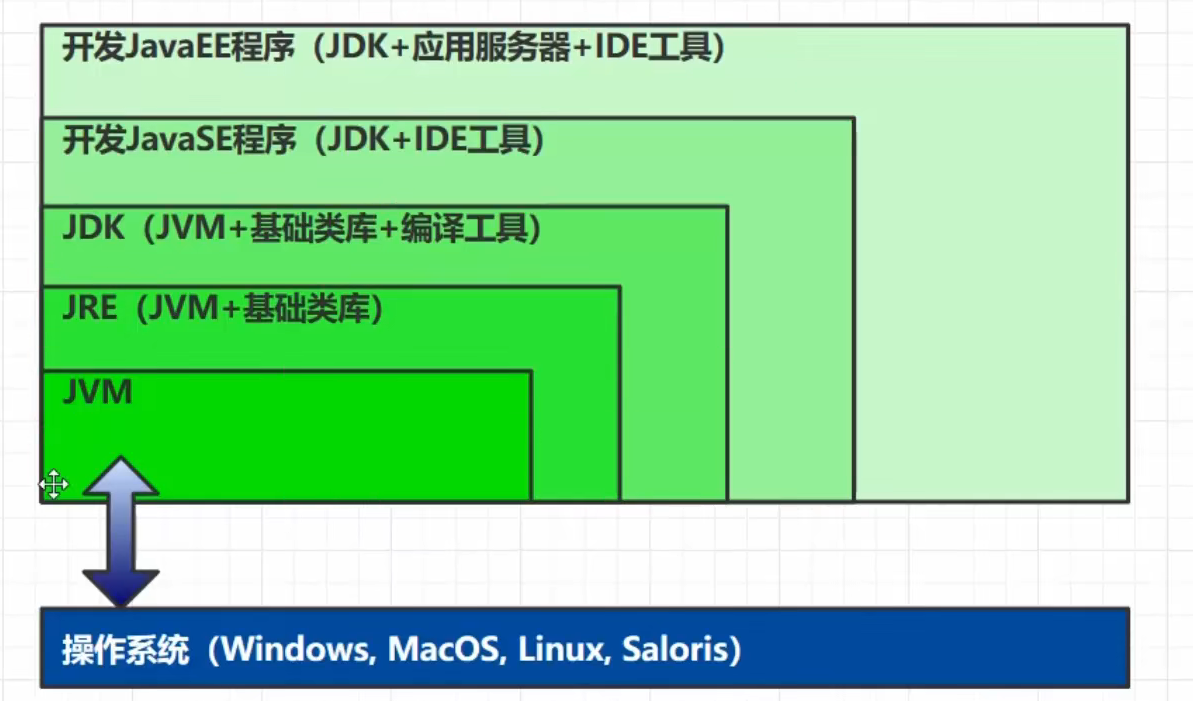 开发JavaEE程序（JDK+应用服务器+IDE工具）
开发JavaSE程序（JDK+IDE工具）
JDK（JVM+基础类库+编译工具）
JRE（JVM+基础类库）
JVM
操作系统（Windows, MacOS, Linux, Saloris）